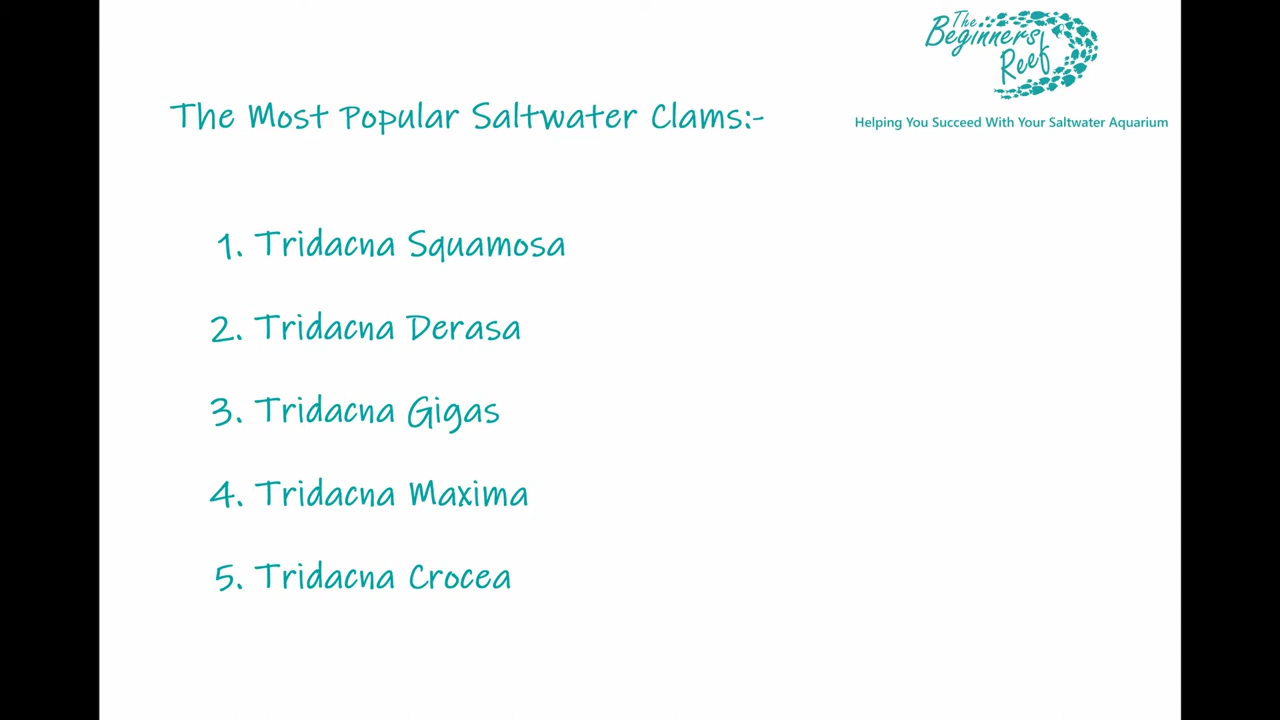 The Beginners Reef
Helping You Succeed With Your Saltwater Aquarium
The Most Popular Saltwater Clams:-
1. Tridacna Squamosa
2. Tridacna Derasa
3. Tridacna Gigas
4. Tridacna Maxima
5. Tridacna Crocea